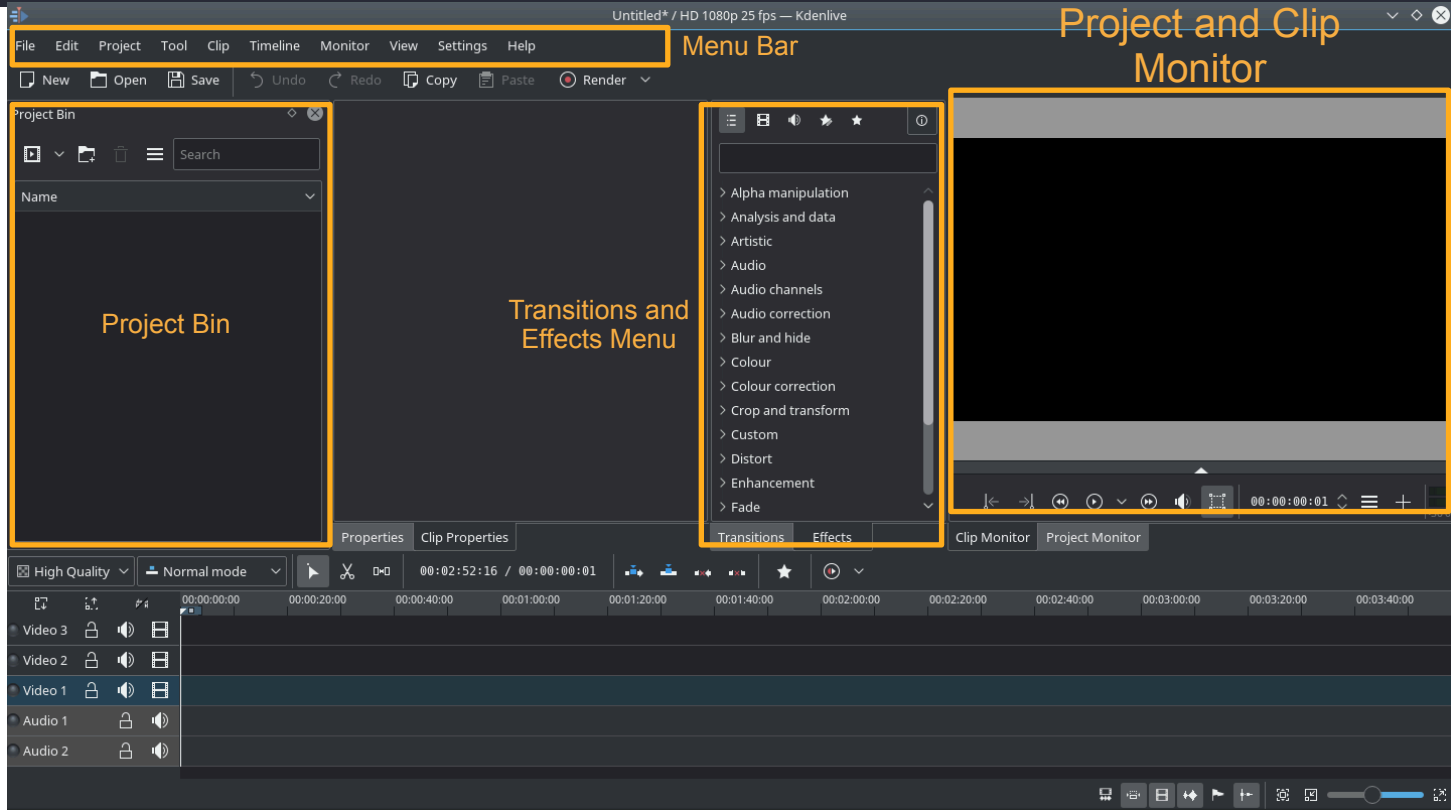 Untitled* / HD 1080p 25 fps — Kdenlive
Project and Clip
Monitor
File Edit Project Tool Clip Timeline Monitor View Settings Help
Menu Bar
New Open Save Undo Redo Copy Paste Render
Project Bin
Search
Name
Project Bin
Transitions and
Effects Menu
Alpha manipulation
Analysis and data
Artistic
Audio
Audio channels
Audio correction
Blur and hide
Colour
Colour correction
Crop and transform
Custom
Distort
Enhancement
Fade
00:00:00:01
Properties Clip Properties
Transitions Effects
Clip Monitor Project Monitor
High Quality Normal mode 00:02:52:16 / 00:00:00:01
00:00:00:00 00:00:20:00 00:00:40:00 00:01:00:00 00:01:20:00 00:01:40:00 00:02:00:00 00:02:20:00 00:02:40:00 00:03:00:00 00:03:20:00 00:03:40:00
Video 3
Video 2
Video 1
Audio 1
Audio 2